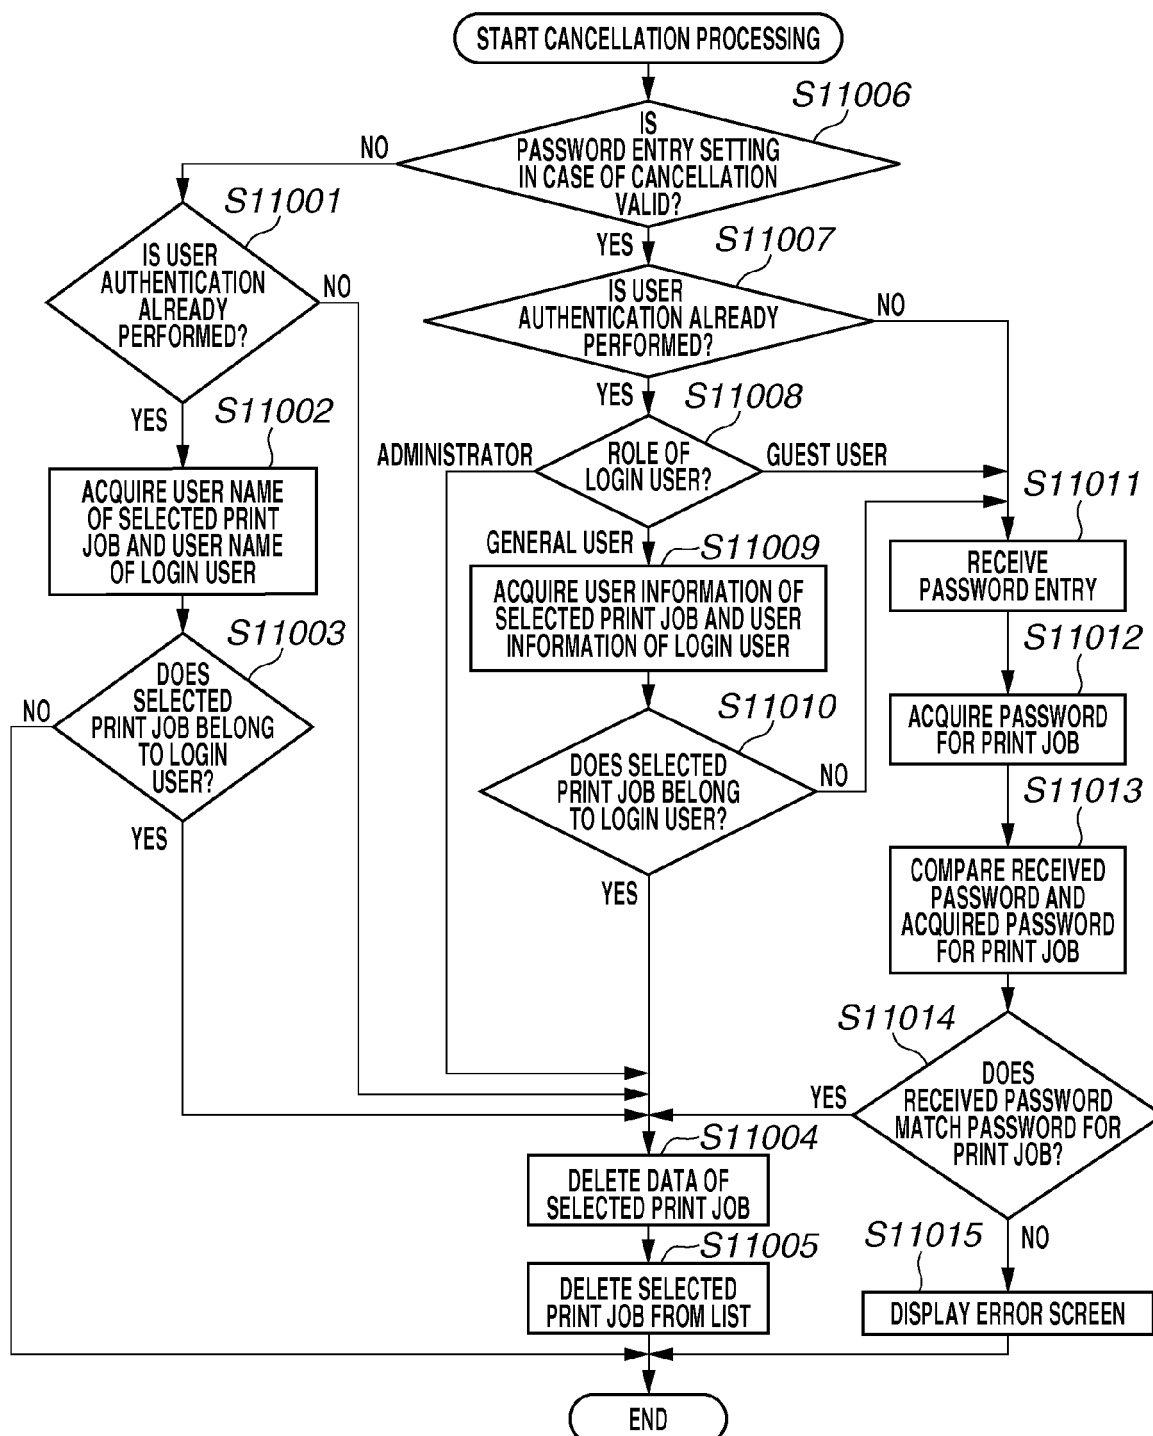 START CANCELLATION PROCESSING
S11006
IS
PASSWORD ENTRY SETTING
IN CASE OF CANCELLATION
VALID?
NO
YES
S11001
IS USER
AUTHENTICATION
ALREADY
PERFORMED?
NO
YES
S11007
IS USER
AUTHENTICATION ALREADY
PERFORMED?
NO
YES
S11002
ACQUIRE USER NAME
OF SELECTED PRINT
JOB AND USER NAME
OF LOGIN USER
S11008
ROLE OF
LOGIN USER?
ADMINISTRATOR
GUEST USER
GENERAL USER
S11009
ACQUIRE USER INFORMATION OF
SELECTED PRINT JOB AND USER
INFORMATION OF LOGIN USER
S11011
RECEIVE
PASSWORD ENTRY
S11003
DOES
SELECTED
PRINT JOB BELONG
TO LOGIN
USER?
NO
YES
S11010
DOES SELECTED
PRINT JOB BELONG
TO LOGIN USER?
NO
YES
S11012
ACQUIRE PASSWORD
FOR PRINT JOB
S11013
COMPARE RECEIVED
PASSWORD AND
ACQUIRED PASSWORD
FOR PRINT JOB
S11014
DOES
RECEIVED PASSWORD
MATCH PASSWORD FOR
PRINT JOB?
YES
NO
S11004
DELETE DATA OF
SELECTED PRINT JOB
S11005
DELETE SELECTED
PRINT JOB FROM LIST
S11015
DISPLAY ERROR SCREEN
END